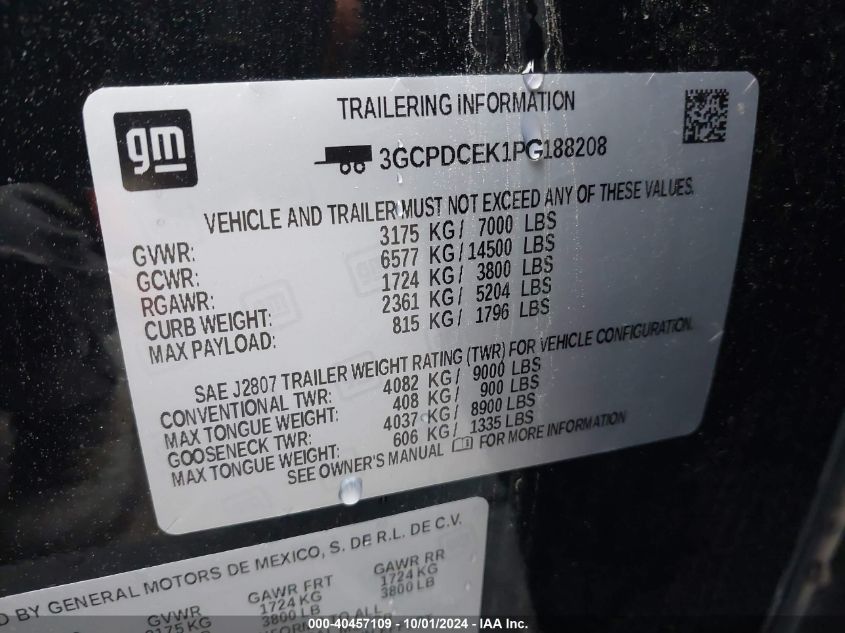 gm
TRAILERING INFORMATION
3GCPDCEK1PG188208
VEHICLE AND TRAILER MUST NOT EXCEED ANY OF THESE VALUES.
GVWR: 3175 KG/ 7000 LBS
GCWR: 6577 KG/14500 LBS
RGAWR: 1724 KG/ 3800 LBS
CURB WEIGHT: 2361 KG/ 5204 LBS
MAX PAYLOAD: 815 KG/ 1796 LBS
SAE J2807 TRAILER WEIGHT RATING (TWR) FOR VEHICLE CONFIGURATION.
CONVENTIONAL TWR: 4082 KG/ 9000 LBS
MAX TONGUE WEIGHT: 408 KG/ 900 LBS
GOOSENECK TWR: 4037 KG/ 8900 LBS
MAX TONGUE WEIGHT: 606 KG/ 1335 LBS
SEE OWNER'S MANUAL FOR MORE INFORMATION
D BY GENERAL MOTORS DE MEXICO, S. DE R.L. DE C.V.
GVWR GAWR FRT GAWR RR
3175 KG 1724 KG 1724 KG
3800 LB 3800 LB
TO ALL
000-40457109 - 10/01/2024 - IAA Inc.